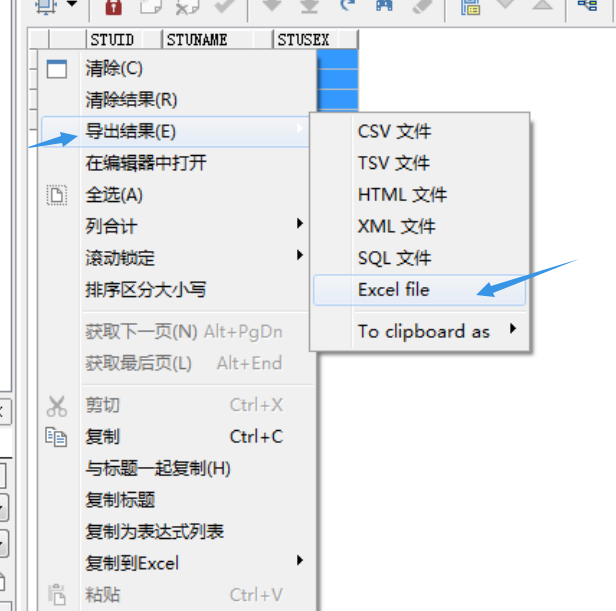 STUID STUNAME STUSEX
清除(C)
清除结果(R)
导出结果(E)
在编辑器中打开
全选(A)
列合计
滚动锁定
排序区分大小写
获取下一页(N) Alt+PgDn
获取最后页(L) Alt+End
剪切 Ctrl+X
复制 Ctrl+C
与标题一起复制(H)
复制标题
复制为表达式列表
复制到Excel
粘贴 Ctrl+V
CSV 文件
TSV 文件
HTML 文件
XML 文件
SQL 文件
Excel file
To clipboard as